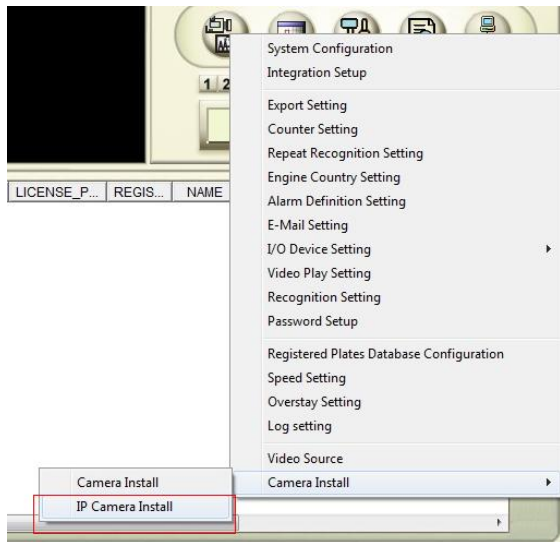 System Configuration
Integration Setup
1 2
Export Setting
Counter Setting
Repeat Recognition Setting
Engine Country Setting
LICENSE_P... REGIS... NAME
Alarm Definition Setting
E-Mail Setting
I/O Device Setting
Video Play Setting
Recognition Setting
Password Setup
Registered Plates Database Configuration
Speed Setting
Overstay Setting
Log setting
Video Source
Camera Install
Camera Install
IP Camera Install